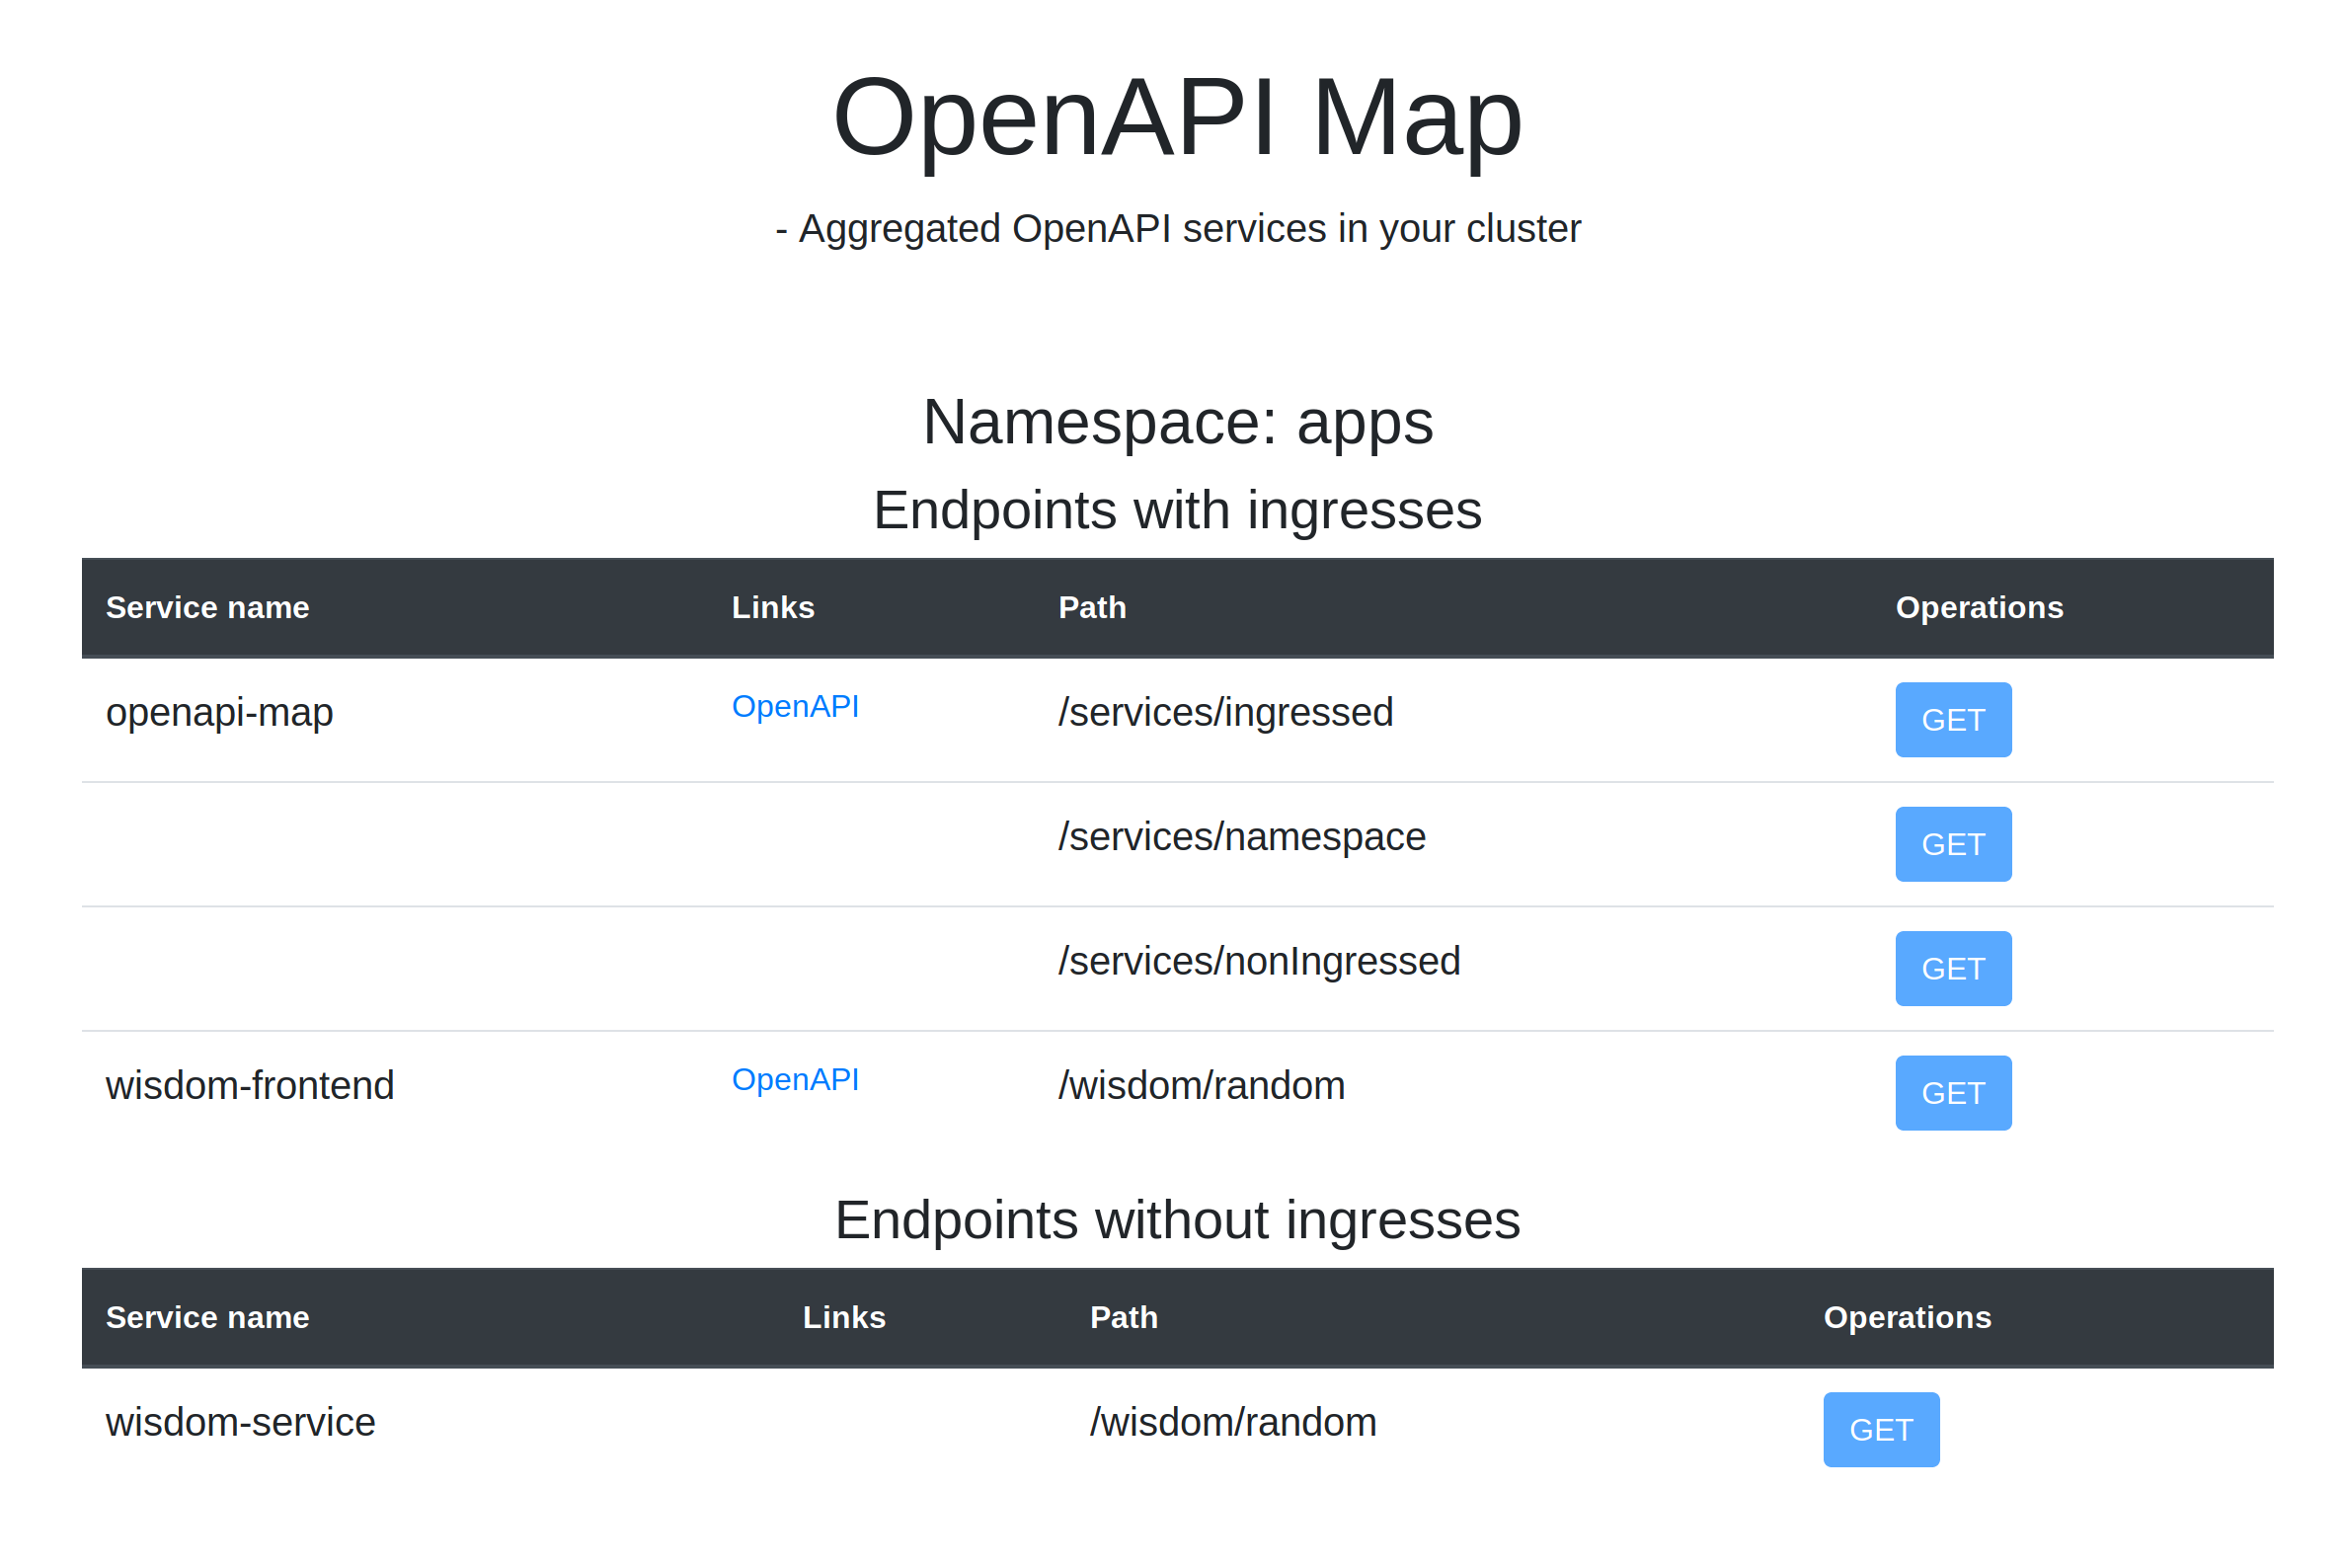 OpenAPI Map
- Aggregated OpenAPI services in your cluster
Namespace: apps
Endpoints with ingresses
Service name Links Path Operations
openapi-map OpenAPI /services/ingressed GET
/services/namespace GET
/services/nonIngressed GET
wisdom-frontend OpenAPI /wisdom/random GET
Endpoints without ingresses
Service name Links Path Operations
wisdom-service /wisdom/random GET